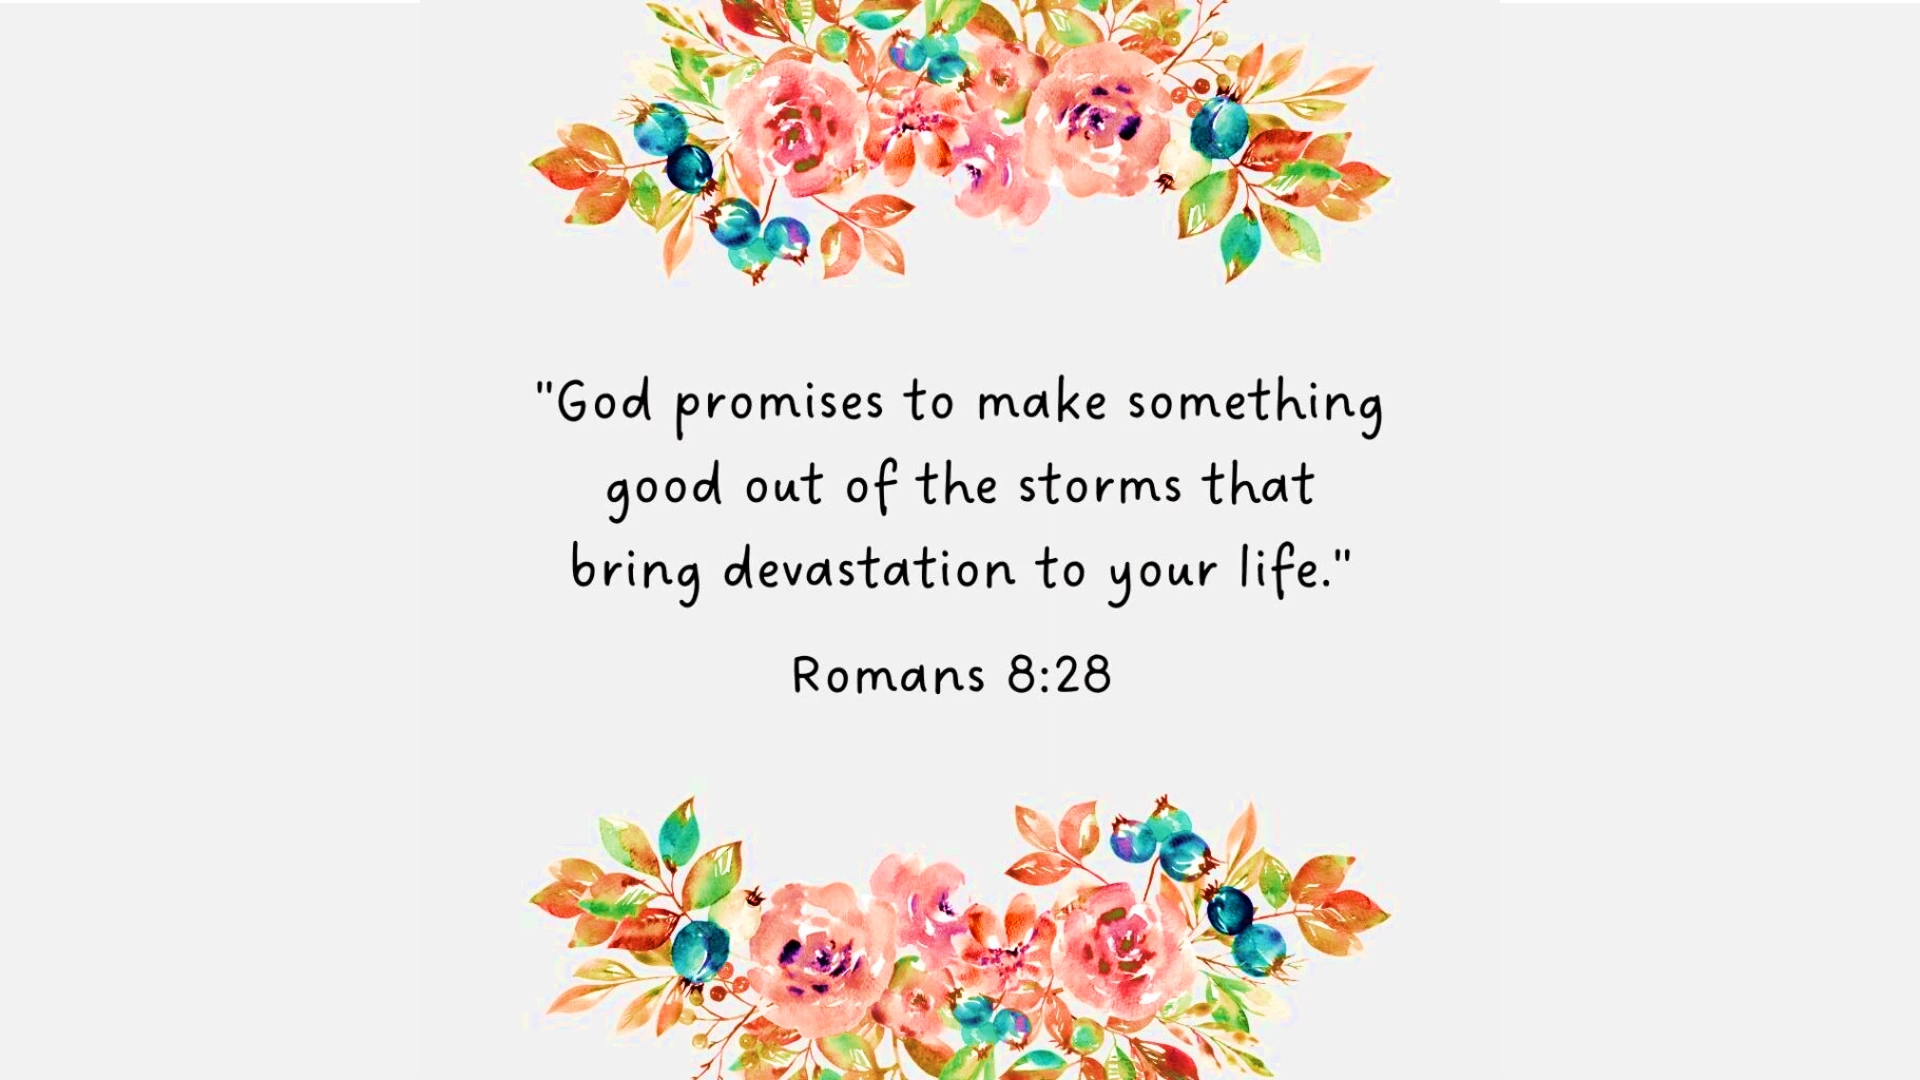 "God promises to make something
good out of the storms that
bring devastation to your life."
Romans 8:28